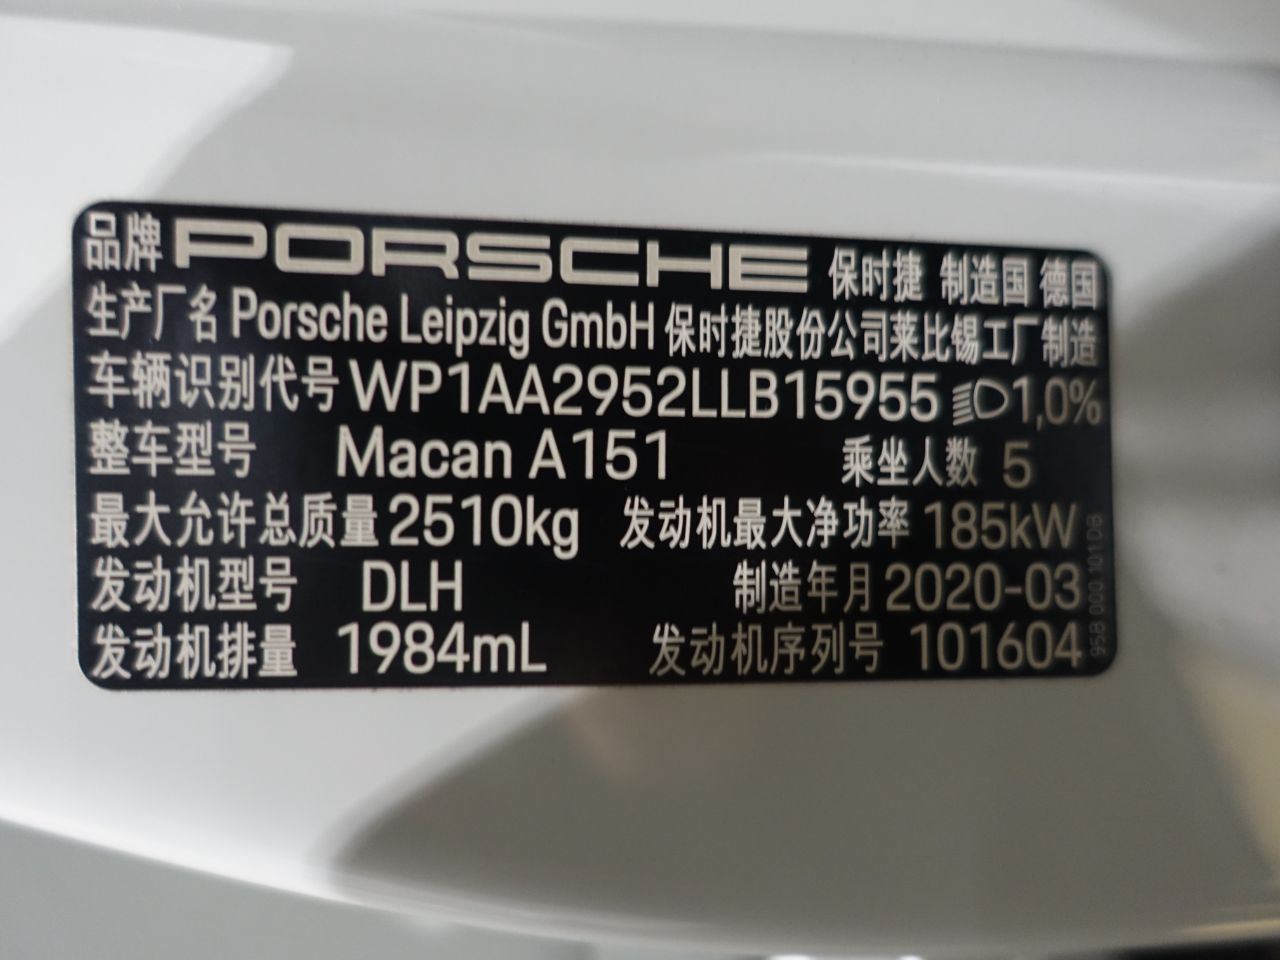 品牌 PORSCHE 保时捷 制造国 德国
生产厂名 Porsche Leipzig GmbH 保时捷股份公司莱比锡工厂制造
车辆识别代号 WP1AA2952LLB15955 1,0%
整车型号 Macan A151 乘坐人数 5
最大允许总质量 2510kg 发动机最大净功率 185kW
发动机型号 DLH 制造年月 2020-03
发动机排量 1984mL 发动机序列号 101604
95B 000 101 DB